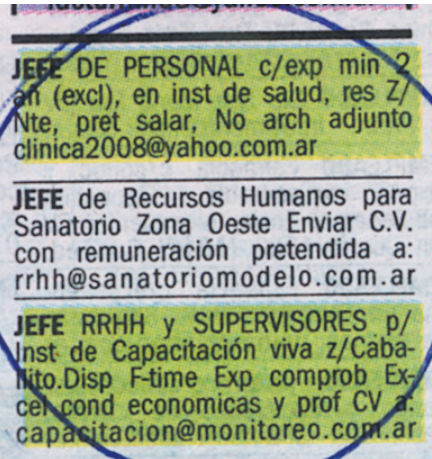 JEFE DE PERSONAL c/exp min 2
añ (excl), en inst de salud, res Z/
Nte, pret salar, No arch adjunto
clinica2008@yahoo.com.ar
JEFE de Recursos Humanos para
Sanatorio Zona Oeste Enviar C.V.
con remuneración pretendida a:
rrhh@sanatoriomodelo.com.ar
JEFE RRHH y SUPERVISORES p/
Inst de Capacitación viva z/Caba-
llito.Disp F-time Exp comprob Ex-
cel cond economicas y prof CV a:
capacitacion@monitoreo.com.ar